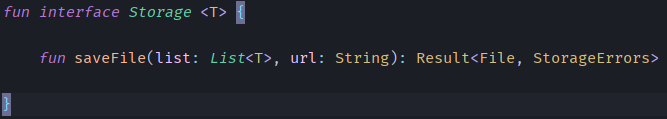 fun interface Storage <T> {
fun saveFile(list: List<T>, url: String): Result<File, StorageErrors>
}